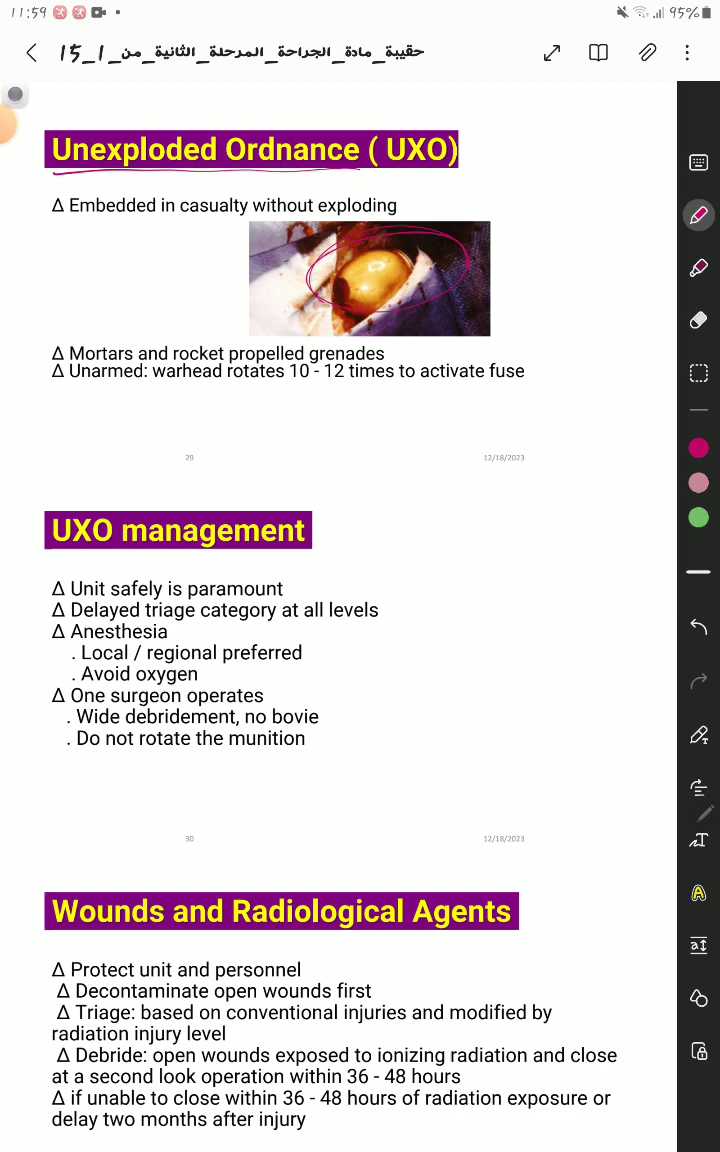 11:59
95%
حقيبة_مادة_الجراحة_المرحلة_الثانية_من_1_15
Unexploded Ordnance ( UXO)
Δ Embedded in casualty without exploding
Δ Mortars and rocket propelled grenades
Δ Unarmed: warhead rotates 10 - 12 times to activate fuse
29
12/18/2023
UXO management
Δ Unit safely is paramount
Δ Delayed triage category at all levels
Δ Anesthesia
. Local / regional preferred
. Avoid oxygen
Δ One surgeon operates
. Wide debridement, no bovie
. Do not rotate the munition
30
12/18/2023
Wounds and Radiological Agents
Δ Protect unit and personnel
Δ Decontaminate open wounds first
Δ Triage: based on conventional injuries and modified by
radiation injury level
Δ Debride: open wounds exposed to ionizing radiation and close
at a second look operation within 36 - 48 hours
Δ if unable to close within 36 - 48 hours of radiation exposure or
delay two months after injury